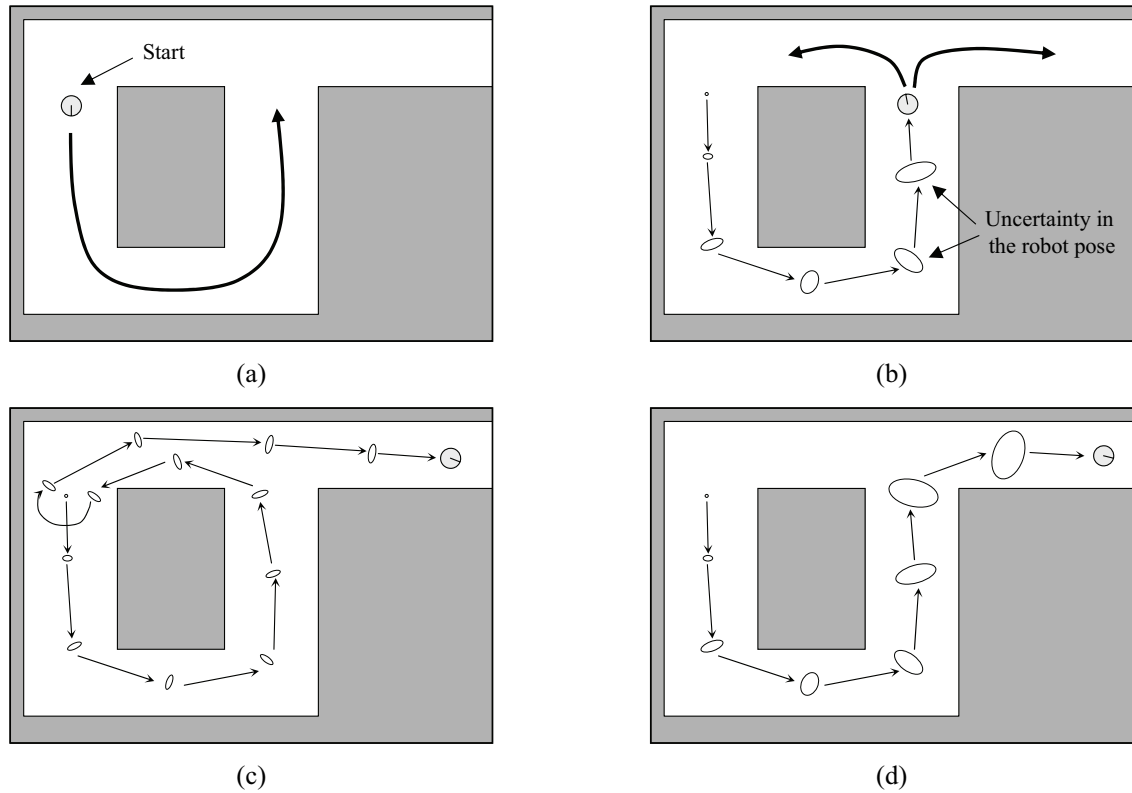 Start
Uncertainty in
the robot pose
(a)
(b)
(c)
(d)